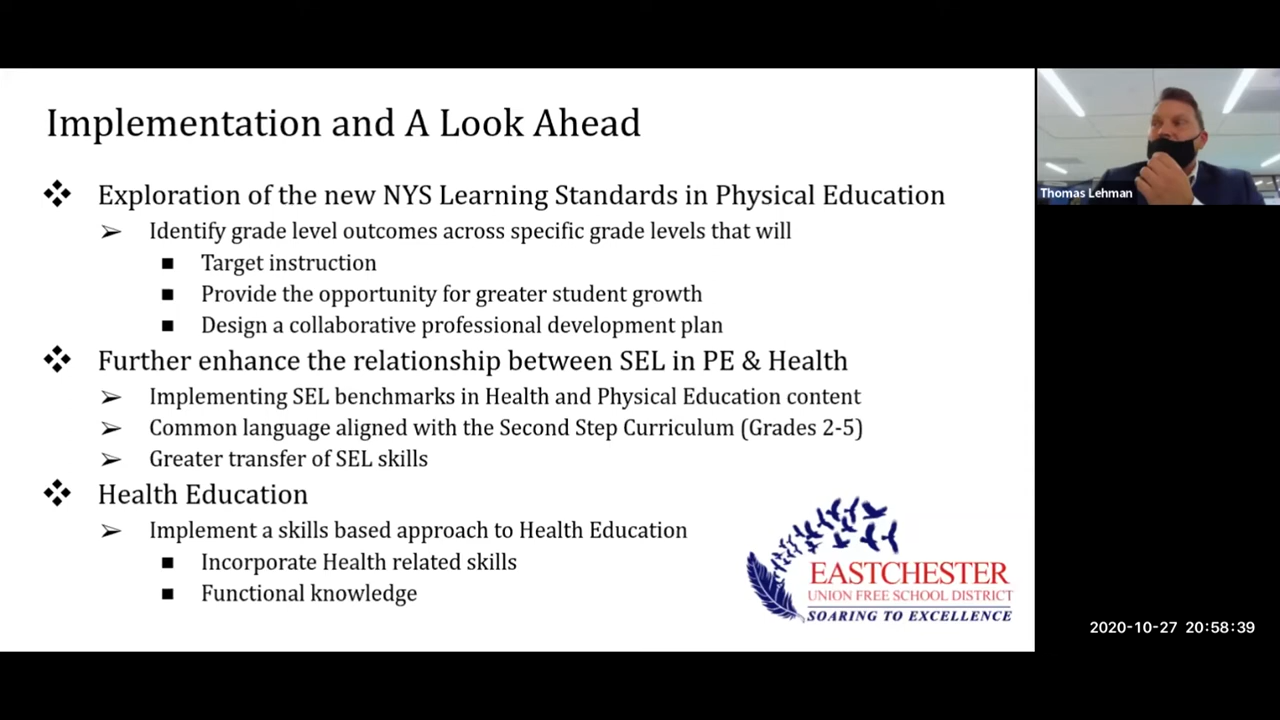 Implementation and A Look Ahead
Exploration of the new NYS Learning Standards in Physical Education
Identify grade level outcomes across specific grade levels that will
Target instruction
Provide the opportunity for greater student growth
Design a collaborative professional development plan
Further enhance the relationship between SEL in PE & Health
Implementing SEL benchmarks in Health and Physical Education content
Common language aligned with the Second Step Curriculum (Grades 2-5)
Greater transfer of SEL skills
Health Education
Implement a skills based approach to Health Education
Incorporate Health related skills
Functional knowledge
EASTCHESTER
UNION FREE SCHOOL DISTRICT
SOARING TO EXCELLENCE
Thomas Lehman
2020-10-27 20:58:39